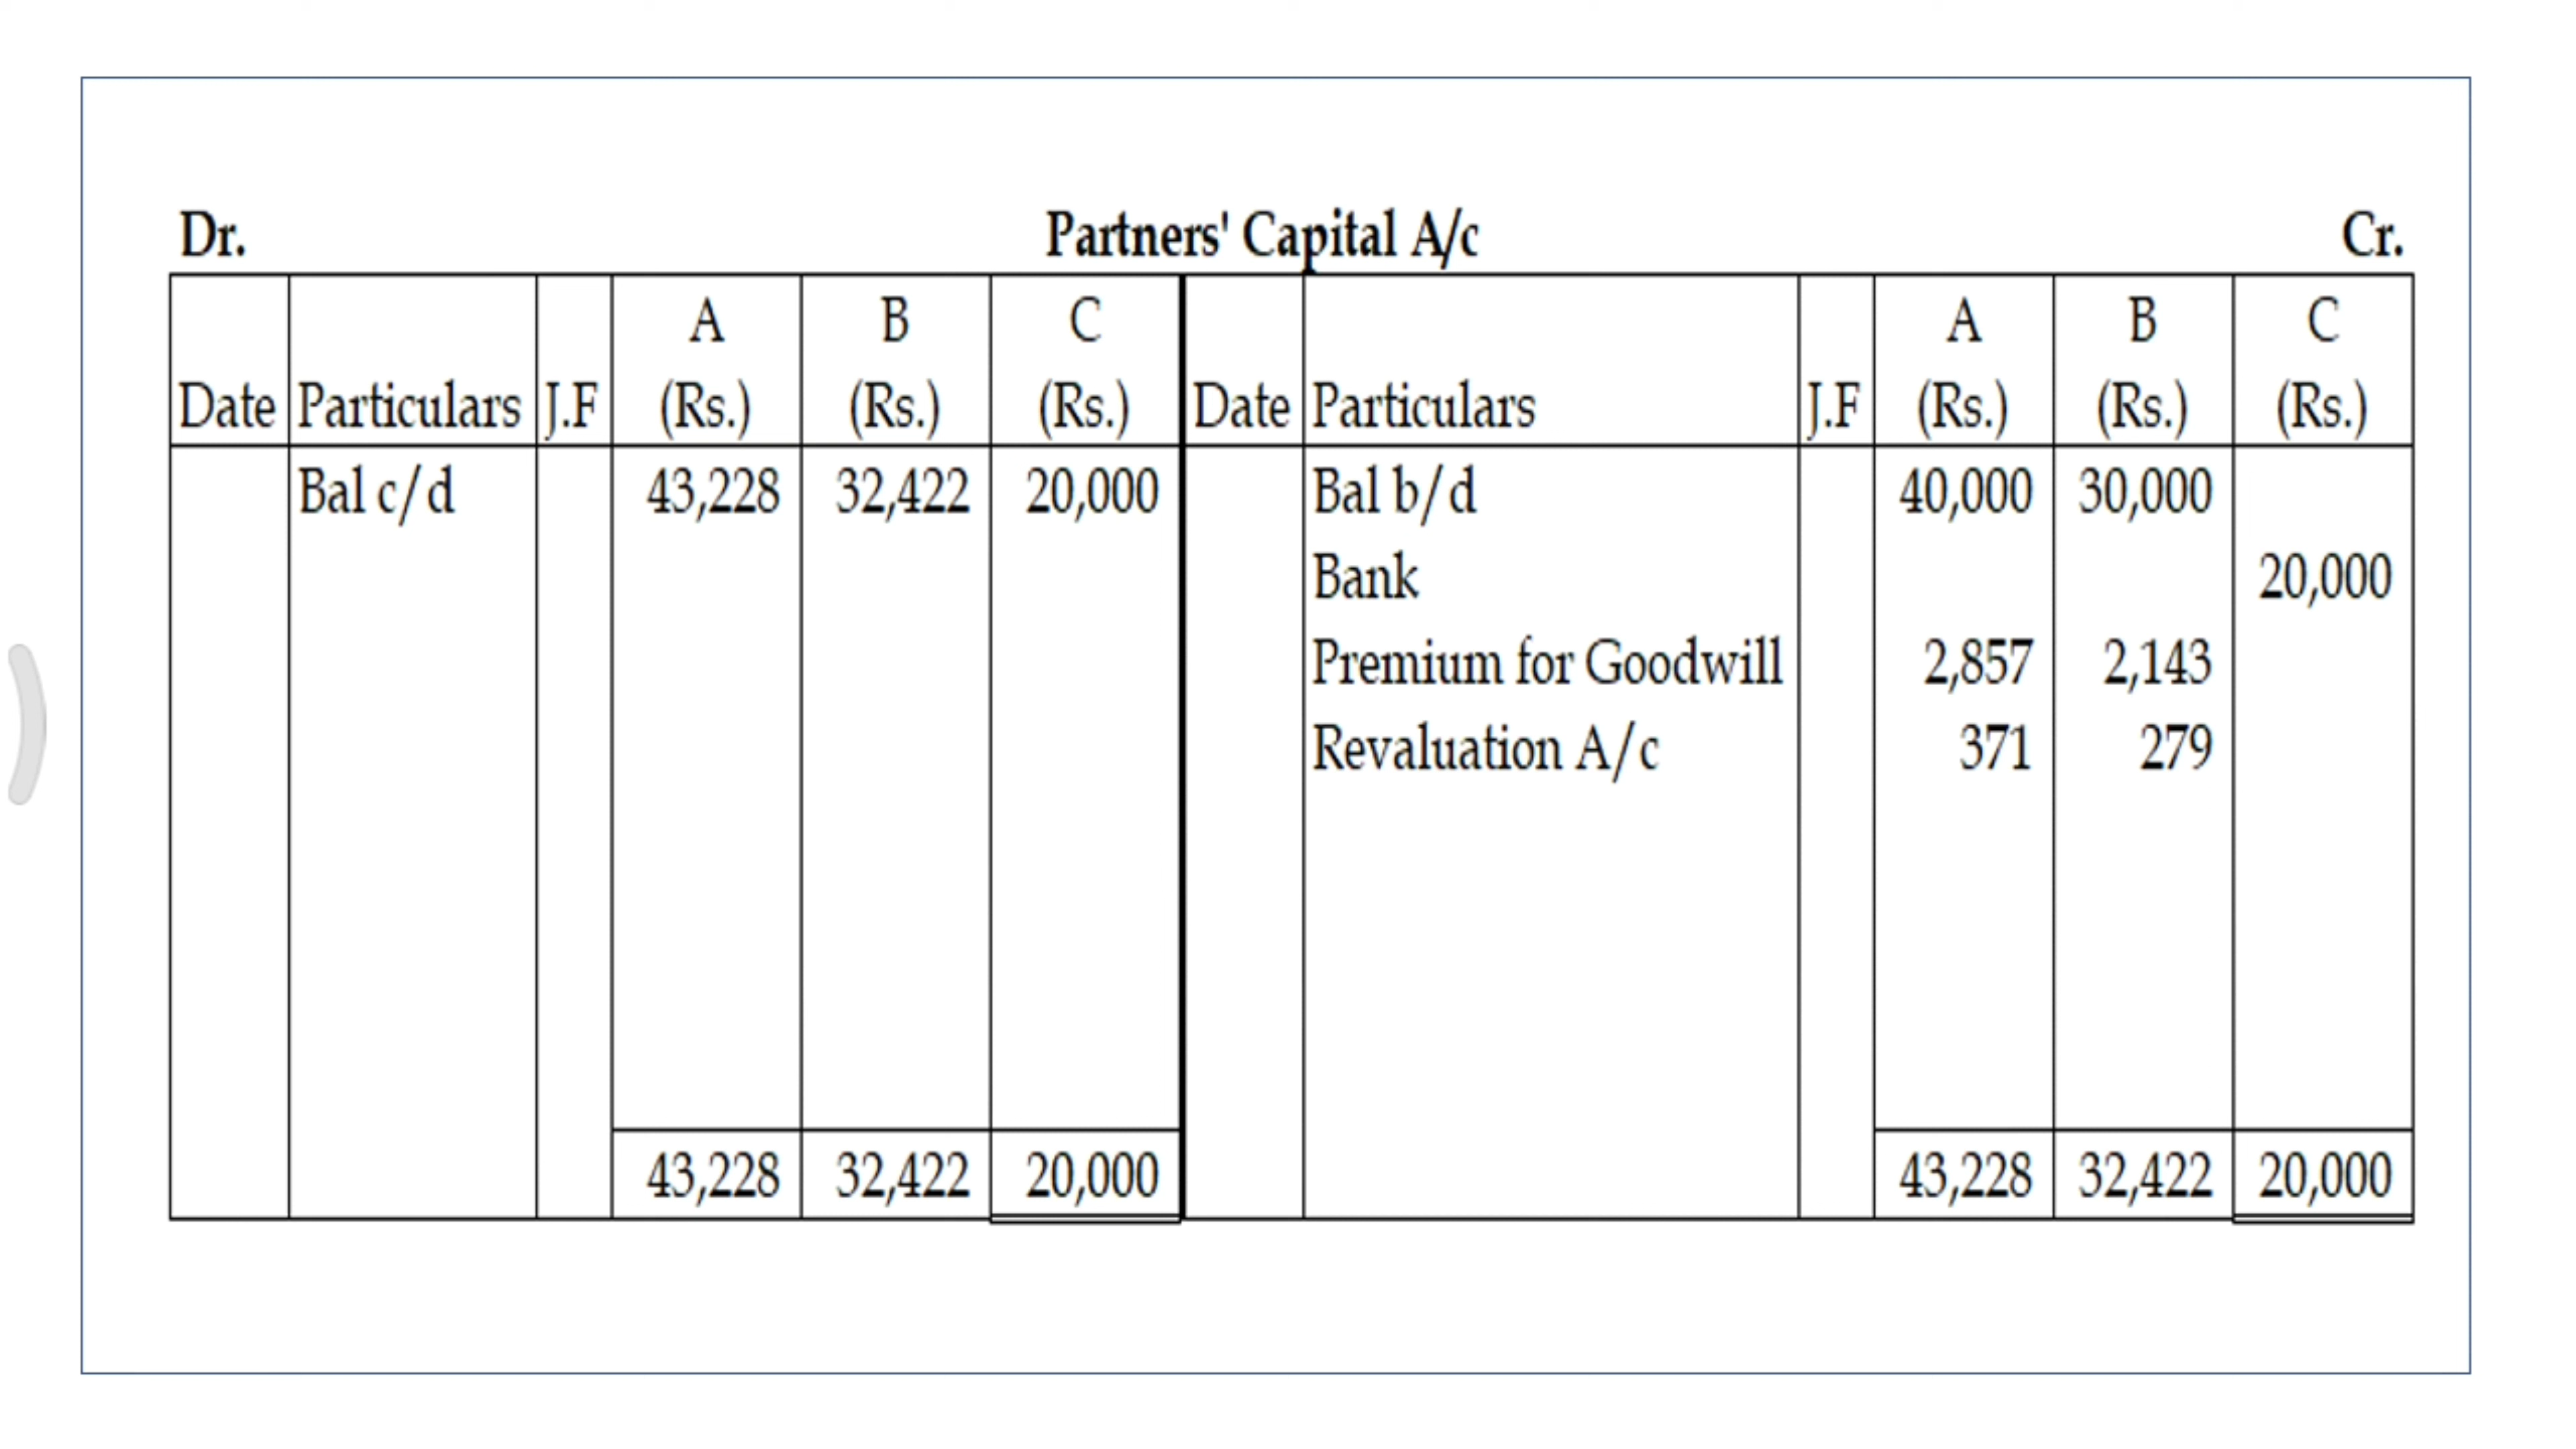 Dr. Partners' Capital A/c Cr.
A B C A B C
Date Particulars J.F (Rs.) (Rs.) (Rs.) Date Particulars J.F (Rs.) (Rs.) (Rs.)
Bal c/d 43,228 32,422 20,000 Bal b/d 40,000 30,000
Bank 20,000
Premium for Goodwill 2,857 2,143
Revaluation A/c 371 279
43,228 32,422 20,000 43,228 32,422 20,000